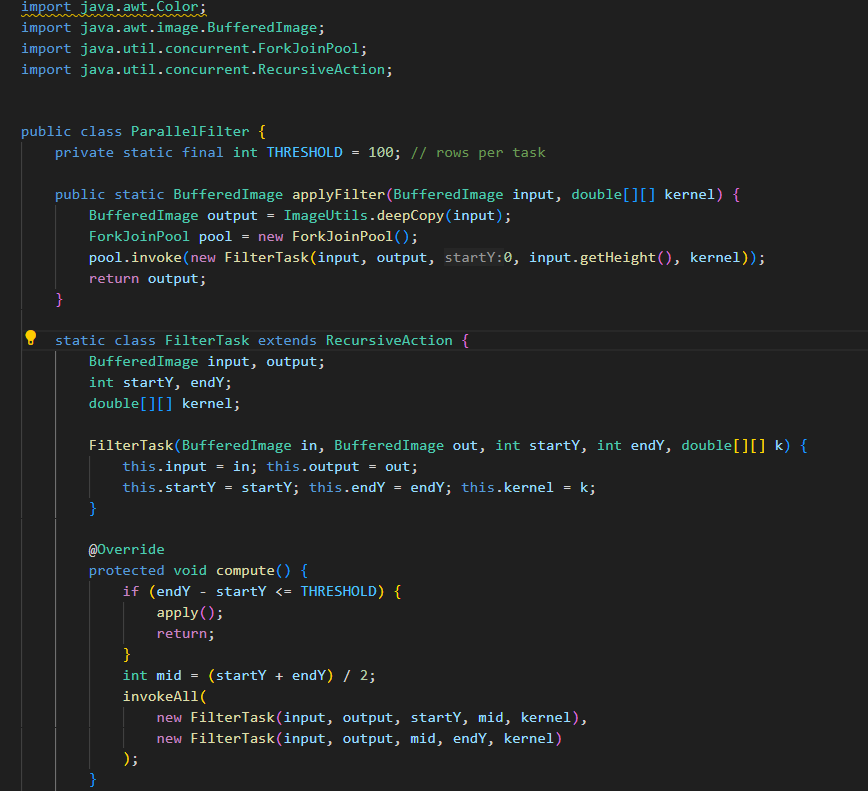 import java.awt.Color;
import java.awt.image.BufferedImage;
import java.util.concurrent.ForkJoinPool;
import java.util.concurrent.RecursiveAction;
public class ParallelFilter {
private static final int THRESHOLD = 100; // rows per task
public static BufferedImage applyFilter(BufferedImage input, double[][] kernel) {
BufferedImage output = ImageUtils.deepCopy(input);
ForkJoinPool pool = new ForkJoinPool();
pool.invoke(new FilterTask(input, output, startY:0, input.getHeight(), kernel));
return output;
}
static class FilterTask extends RecursiveAction {
BufferedImage input, output;
int startY, endY;
double[][] kernel;
FilterTask(BufferedImage in, BufferedImage out, int startY, int endY, double[][] k) {
this.input = in; this.output = out;
this.startY = startY; this.endY = endY; this.kernel = k;
}
@Override
protected void compute() {
if (endY - startY <= THRESHOLD) {
apply();
return;
}
int mid = (startY + endY) / 2;
invokeAll(
new FilterTask(input, output, startY, mid, kernel),
new FilterTask(input, output, mid, endY, kernel)
);
}